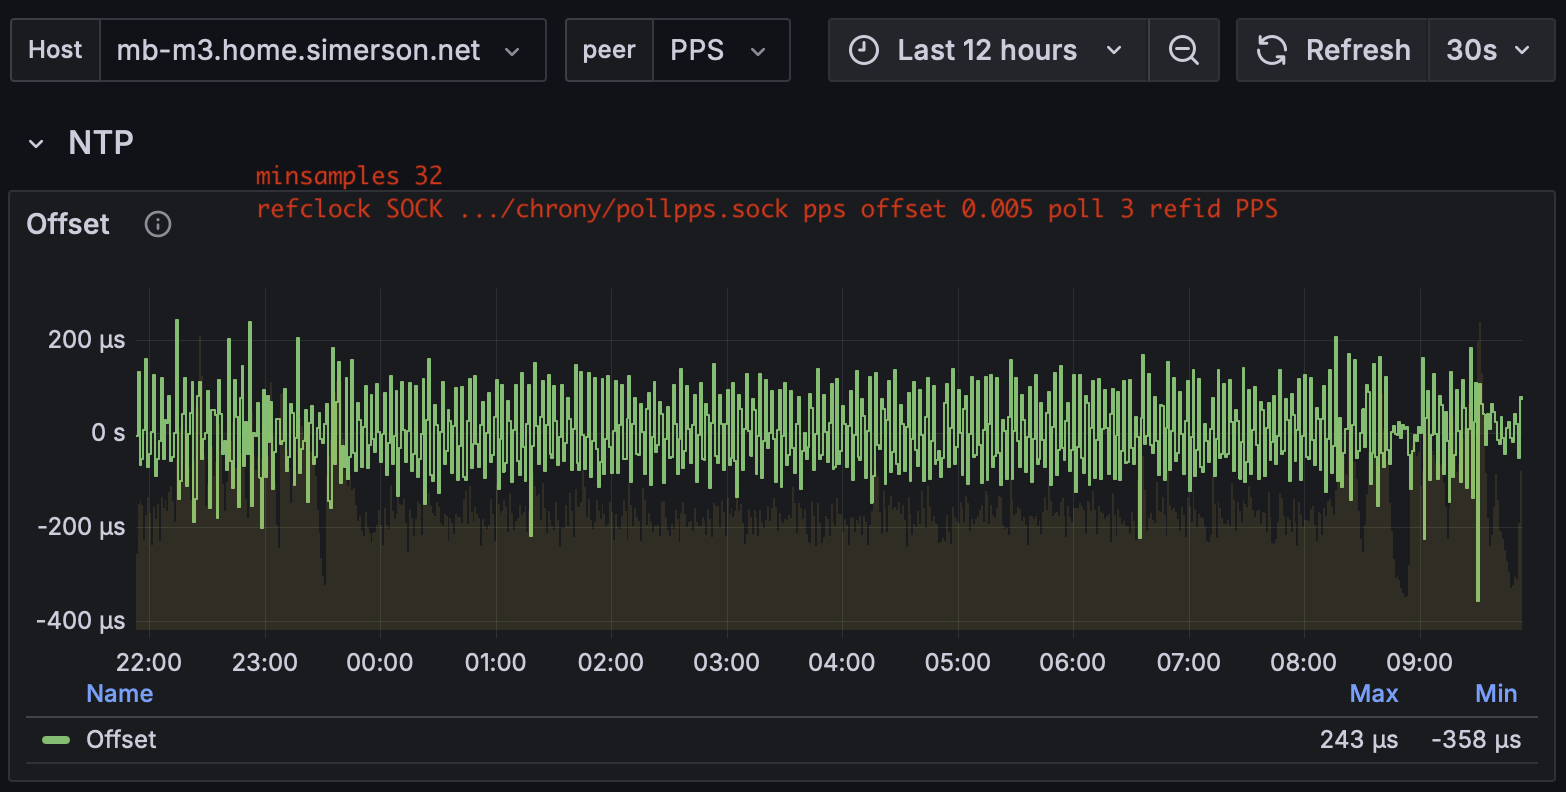 Host mb-m3.home.simerson.net peer PPS Last 12 hours Refresh 30s
NTP
minsamples 32
refclock SOCK .../chrony/pollpps.sock pps offset 0.005 poll 3 refid PPS
Offset
200 µs
0 s
-200 µs
-400 µs
22:00 23:00 00:00 01:00 02:00 03:00 04:00 05:00 06:00 07:00 08:00 09:00
Name Max Min
Offset 243 µs -358 µs